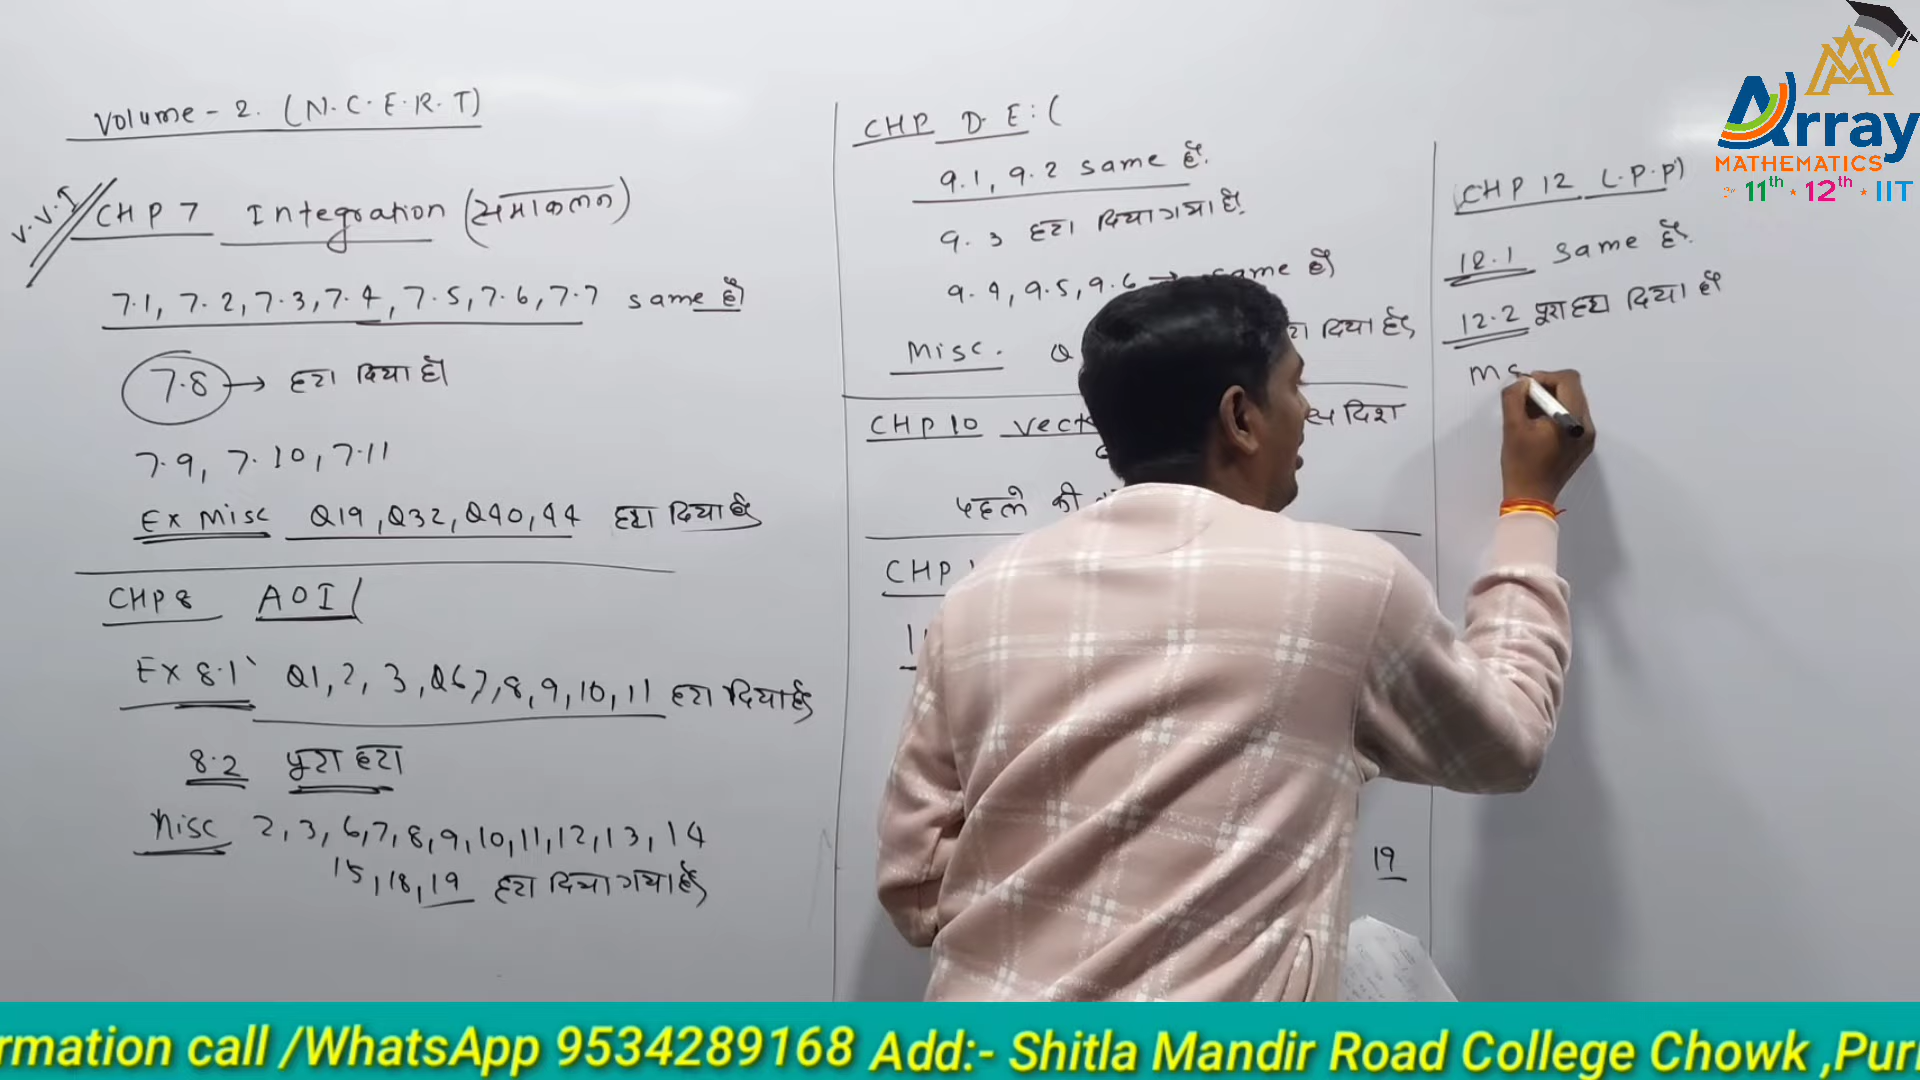 Volume - 2. (N.C.E.R.T)
V.V.I
CHP 7 Integration (समाकलन)
7.1, 7.2, 7.3, 7.4, 7.5, 7.6, 7.7 same है
7.8 → हटा दिया है
7.9, 7.10, 7.11
Ex Misc Q19, Q32, Q40, 44 हटा दिया है
CHP 8 AOI
Ex 8.1 Q1, 2, 3, Q6 7, 8, 9, 10, 11 हटा दिया है
8.2 पुरा हटा
Misc 2, 3, 6, 7, 8, 9, 10, 11, 12, 13, 14
15, 18, 19 हटा दिया गया है
CHP D.E: (
9.1, 9.2 same है.
9.3 हटा दिया गया है.
9.4, 9.5, 9.6 → same है
Misc. Q दिया है
CHP 10 Vect दिश
पहले की
CHP
19
CHP 12 L.P.P)
12.1 same है.
12.2 पूरा हटा दिया है
Array
MATHEMATICS
11th * 12th * IIT
rmation call /WhatsApp 9534289168 Add:- Shitla Mandir Road College Chowk ,Pur